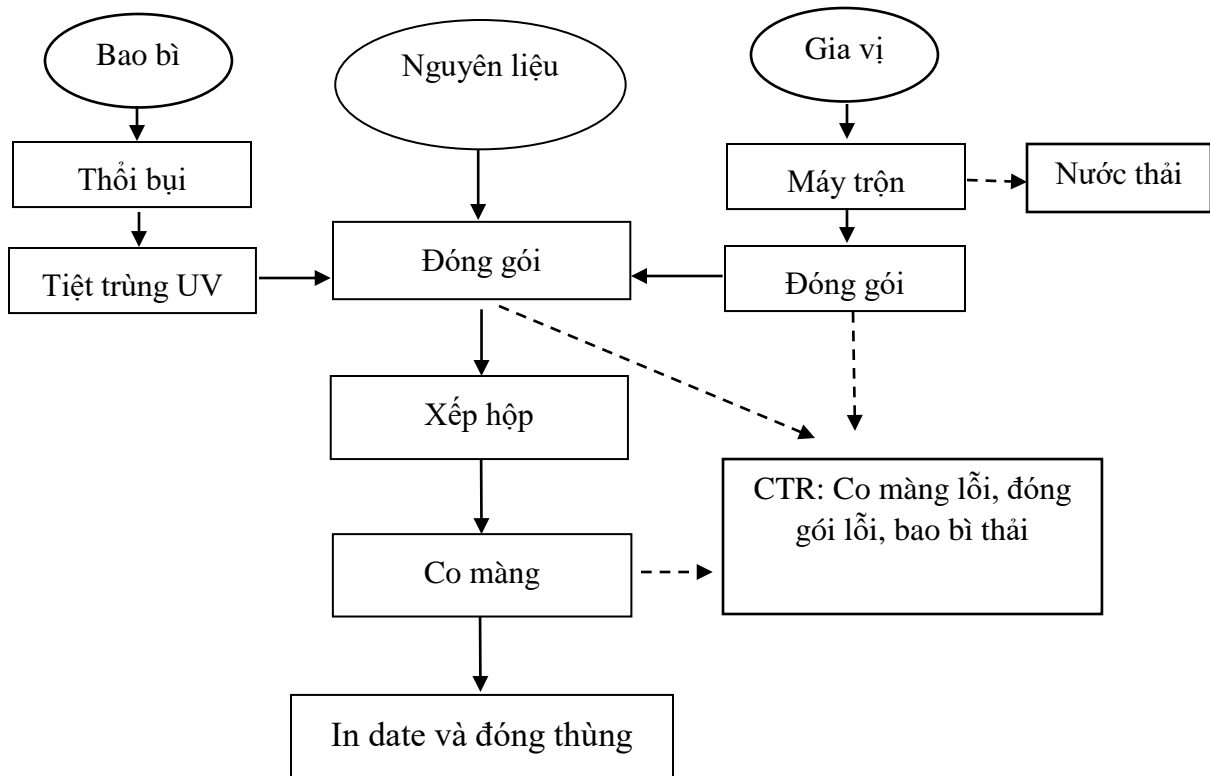 Bao bì
Nguyên liệu
Gia vị
Thổi bụi
Máy trộn
Nước thải
Tiệt trùng UV
Đóng gói
Đóng gói
Xếp hộp
CTR: Co màng lỗi, đóng
gói lỗi, bao bì thải
Co màng
In date và đóng thùng